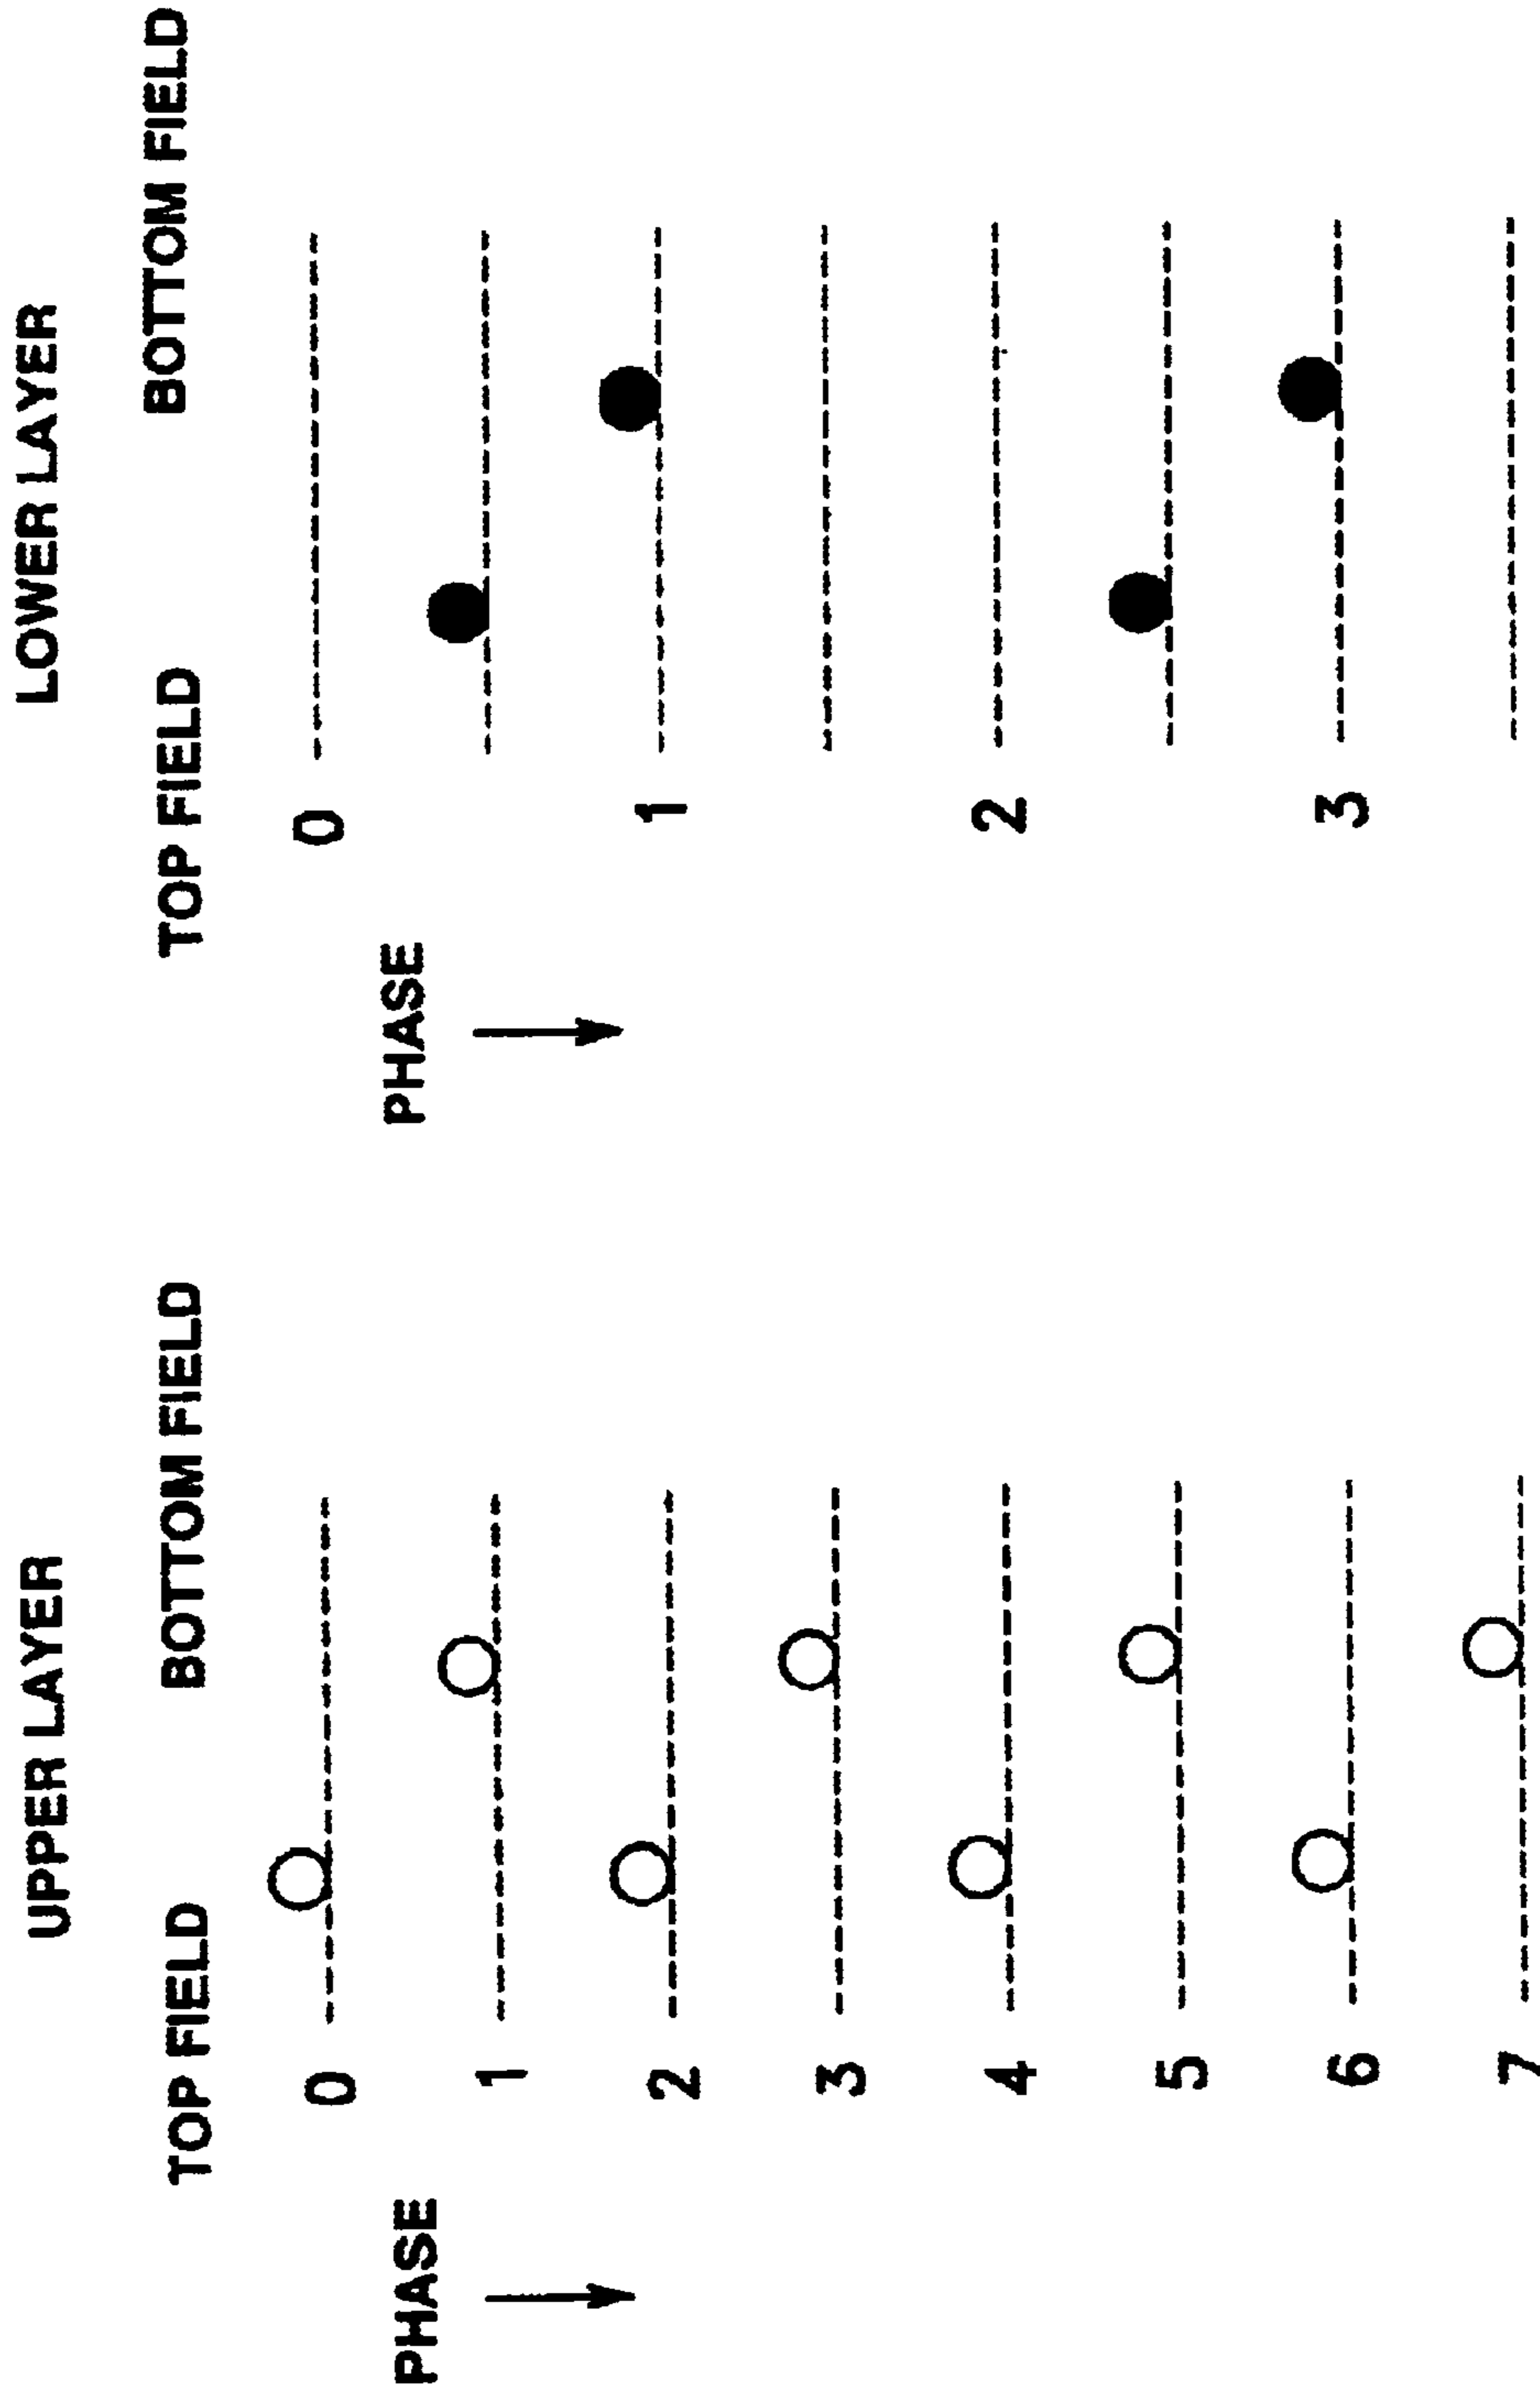 UPPER LAYER
TOP FIELD BOTTOM FIELD
PHASE
0
1
2
3
4
5
6
7
LOWER LAYER
TOP FIELD BOTTOM FIELD
PHASE
0
1
2
3